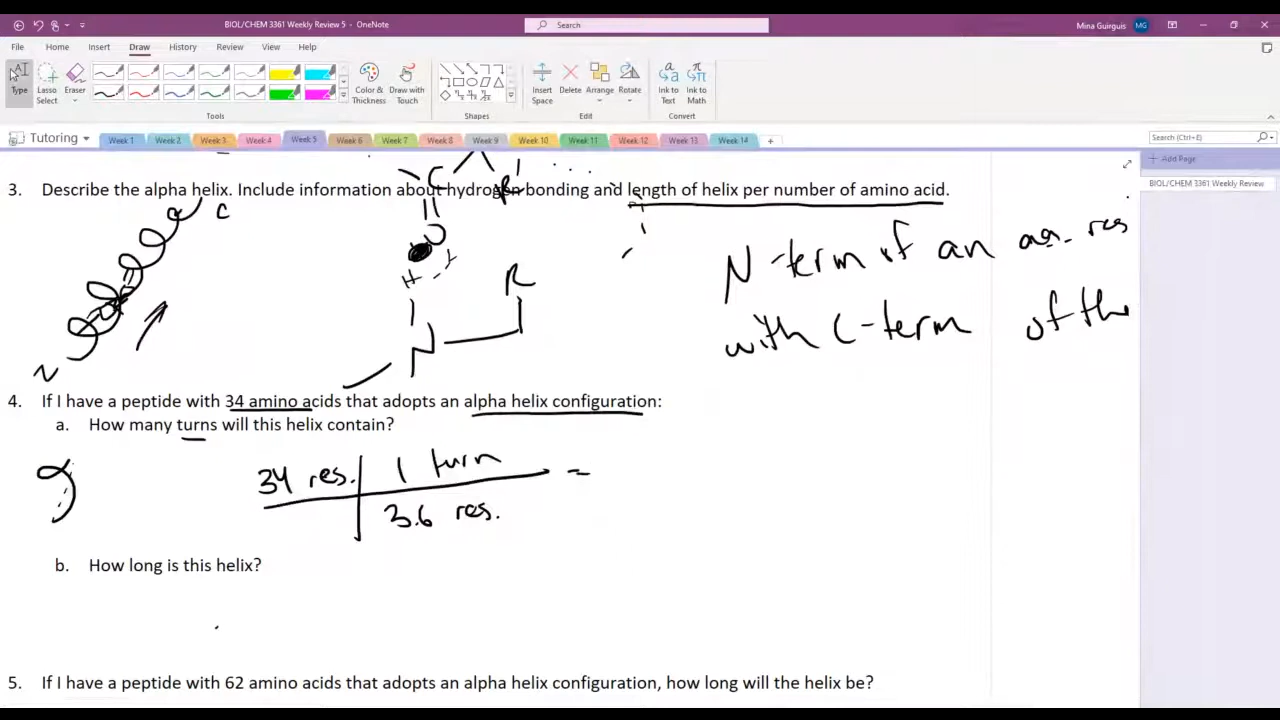 BIOL/CHEM 3361 Weekly Review 5 - OneNote
Search
Mina Guirguis
MG
File Home Insert Draw History Review View Help
Type
Lasso Select
Eraser
Color & Thickness
Draw with Touch
Insert Space
Delete
Arrange
Rotate
Ink to Text
Ink to Math
Tools
Shapes
Edit
Convert
Tutoring
Week 1 Week 2 Week 3 Week 4 Week 5 Week 6 Week 7 Week 8 Week 9 Week 10 Week 11 Week 12 Week 13 Week 14 +
Search (Ctrl+E)
Add Page
BIOL/CHEM 3361 Weekly Review
C R'
3. Describe the alpha helix. Include information about hydrogen bonding and length of helix per number of amino acid.
C
O
H
R
N
N
N-term of an aa. res
with C-term of the
4. If I have a peptide with 34 amino acids that adopts an alpha helix configuration:
a. How many turns will this helix contain?
34 res. 1 turn =
3.6 res.
b. How long is this helix?
5. If I have a peptide with 62 amino acids that adopts an alpha helix configuration, how long will the helix be?